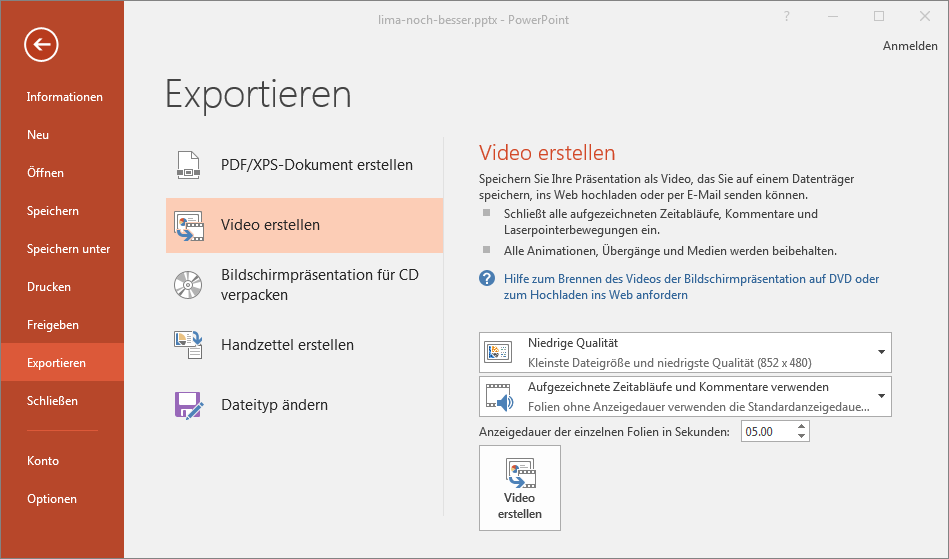 lima-noch-besser.pptx - PowerPoint
?
Anmelden
Informationen
Neu
Öffnen
Speichern
Speichern unter
Drucken
Freigeben
Exportieren
Schließen
Konto
Optionen
Exportieren
PDF/XPS-Dokument erstellen
Video erstellen
Bildschirmpräsentation für CD
verpacken
Handzettel erstellen
Dateityp ändern
Video erstellen
Speichern Sie Ihre Präsentation als Video, das Sie auf einem Datenträger
speichern, ins Web hochladen oder per E-Mail senden können.
Schließt alle aufgezeichneten Zeitabläufe, Kommentare und
Laserpointerbewegungen ein.
Alle Animationen, Übergänge und Medien werden beibehalten.
? Hilfe zum Brennen des Videos der Bildschirmpräsentation auf DVD oder
zum Hochladen ins Web anfordern
Niedrige Qualität
Kleinste Dateigröße und niedrigste Qualität (852 x 480)
Aufgezeichnete Zeitabläufe und Kommentare verwenden
Folien ohne Anzeigedauer verwenden die Standardanzeigedaue...
Anzeigedauer der einzelnen Folien in Sekunden: 05.00
Video
erstellen